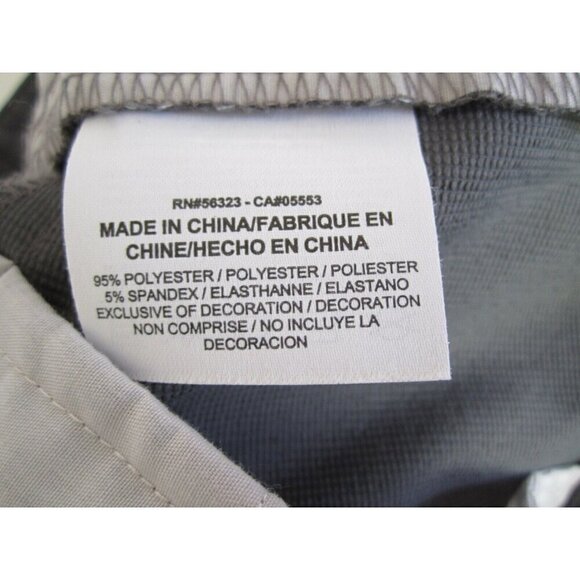 RN#56323 - CA#05553
MADE IN CHINA/FABRIQUE EN
CHINE/HECHO EN CHINA
95% POLYESTER / POLYESTER / POLIESTER
5% SPANDEX / ELASTHANNE / ELASTANO
EXCLUSIVE OF DECORATION / DECORATION
NON COMPRISE / NO INCLUYE LA
DECORACION